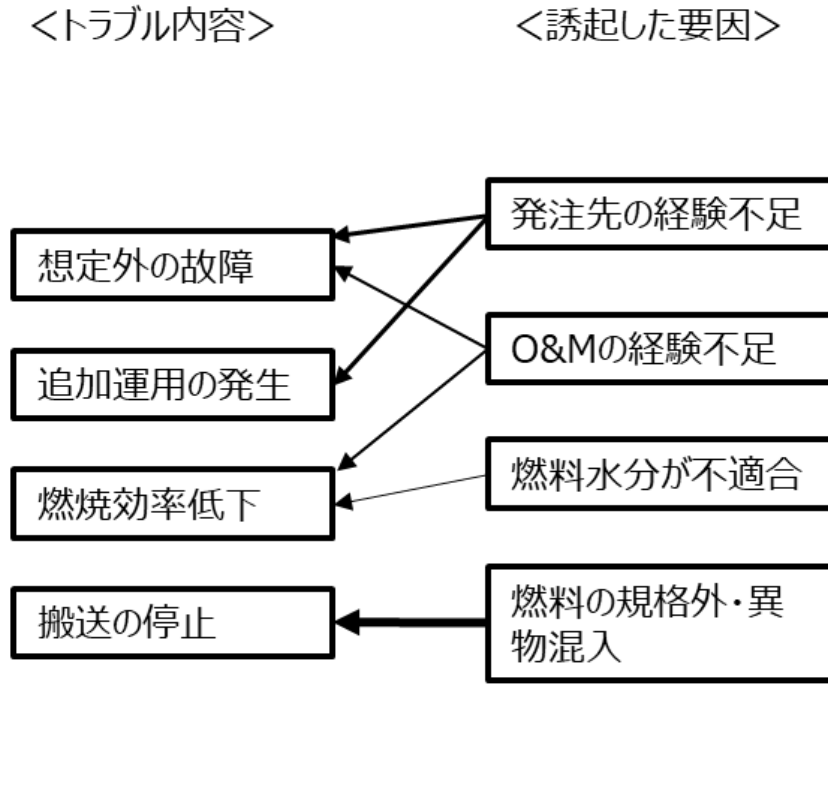 ＜トラブル内容＞
＜誘起した要因＞
想定外の故障
追加運用の発生
燃焼効率低下
搬送の停止
発注先の経験不足
O&Mの経験不足
燃料水分が不適合
燃料の規格外・異
物混入